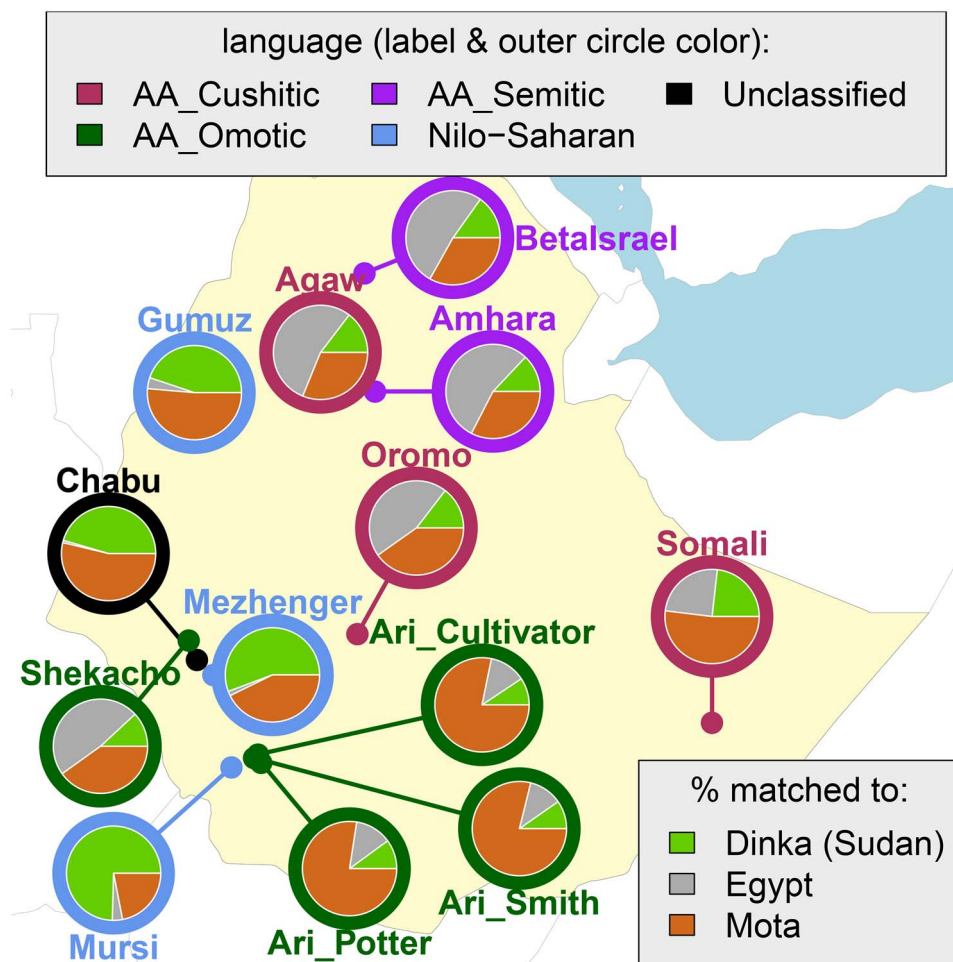 language (label & outer circle color):
AA_Cushitic AA_Semitic Unclassified
AA_Omotic Nilo−Saharan
BetaIsrael
Agaw
Gumuz
Amhara
Oromo
Chabu
Somali
Mezhenger
Ari_Cultivator
Shekacho
Ari_Smith
Ari_Potter
Mursi
% matched to:
Dinka (Sudan)
Egypt
Mota